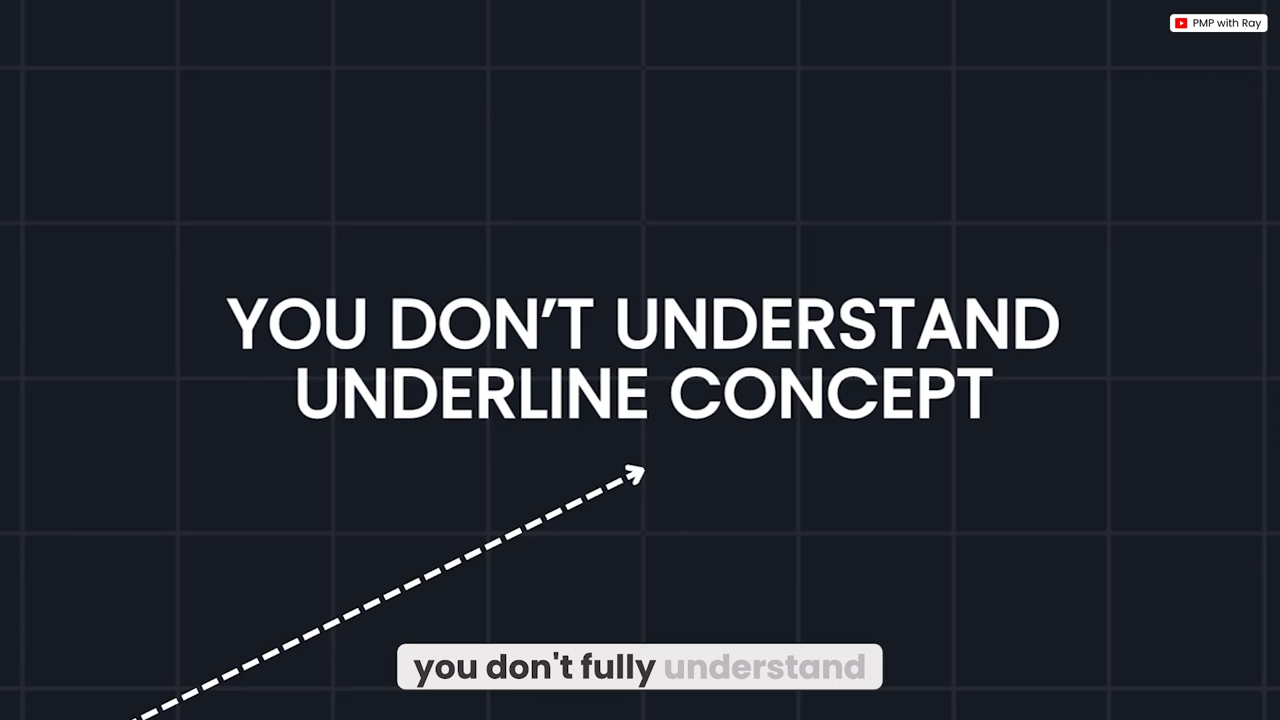 PMP with Ray
YOU DON’T UNDERSTAND
UNDERLINE CONCEPT
you don't fully understand